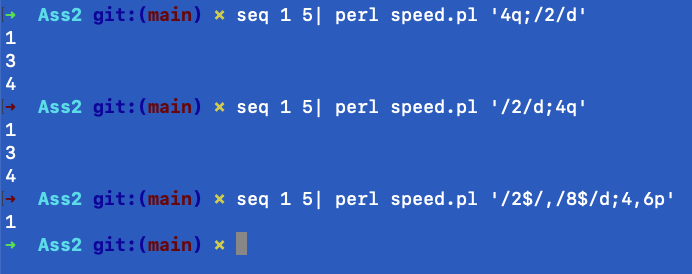 → Ass2 git:(main) × seq 1 5| perl speed.pl '4q;/2/d'
1
3
4
→ Ass2 git:(main) × seq 1 5| perl speed.pl '/2/d;4q'
1
3
4
→ Ass2 git:(main) × seq 1 5| perl speed.pl '/2$/,/8$/d;4,6p'
1
→ Ass2 git:(main) ×